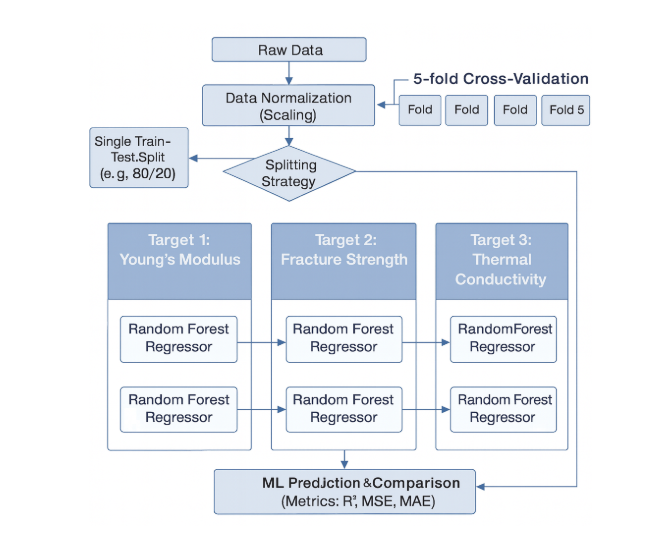 Raw Data
5-fold Cross-Validation
Data Normalization
(Scaling)
Fold
Fold
Fold
Fold 5
Single Train-
Test.Split
(e. g, 80/20)
Splitting
Strategy
Target 1:
Young's Modulus
Target 2:
Fracture Strength
Target 3:
Thermal
Conductivity
Random Forest
Regressor
Random Forest
Regressor
RandomForest
Regressor
Random Forest
Regressor
Random Forest
Regressor
Random Forest
Regressor
ML Prediction &Comparison
(Metrics: R², MSE, MAE)